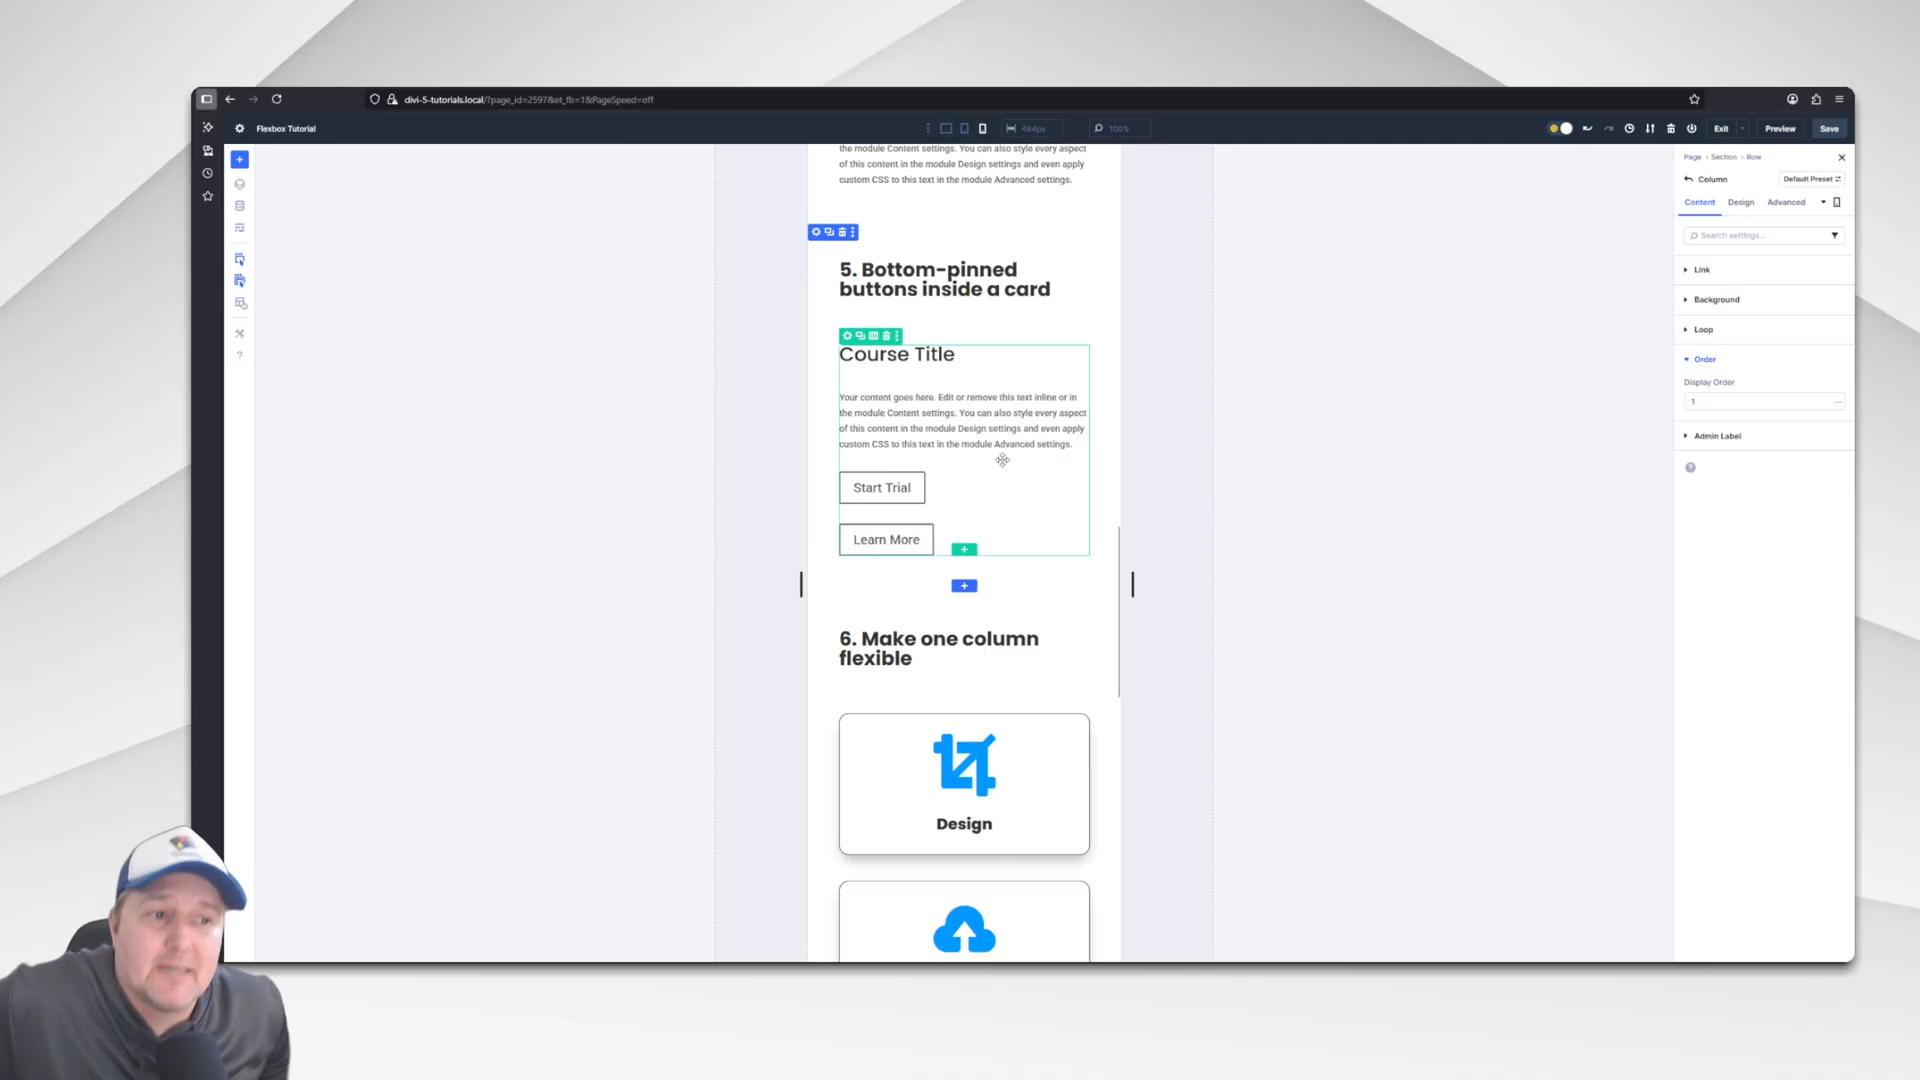 divi-5-tutorials.local/?page_id=2597&et_fb=1&PageSpeed=off
Flexbox Tutorial
484px
100%
Exit
Preview
Save
the module Content settings. You can also style every aspect
of this content in the module Design settings and even apply
custom CSS to this text in the module Advanced settings.
5. Bottom-pinned
buttons inside a card
Course Title
Your content goes here. Edit or remove this text inline or in
the module Content settings. You can also style every aspect
of this content in the module Design settings and even apply
custom CSS to this text in the module Advanced settings.
Start Trial
Learn More
6. Make one column
flexible
Design
Page › Section › Row
Column
Default Preset
Content
Design
Advanced
Search settings...
Link
Background
Loop
Order
Display Order
1
Admin Label